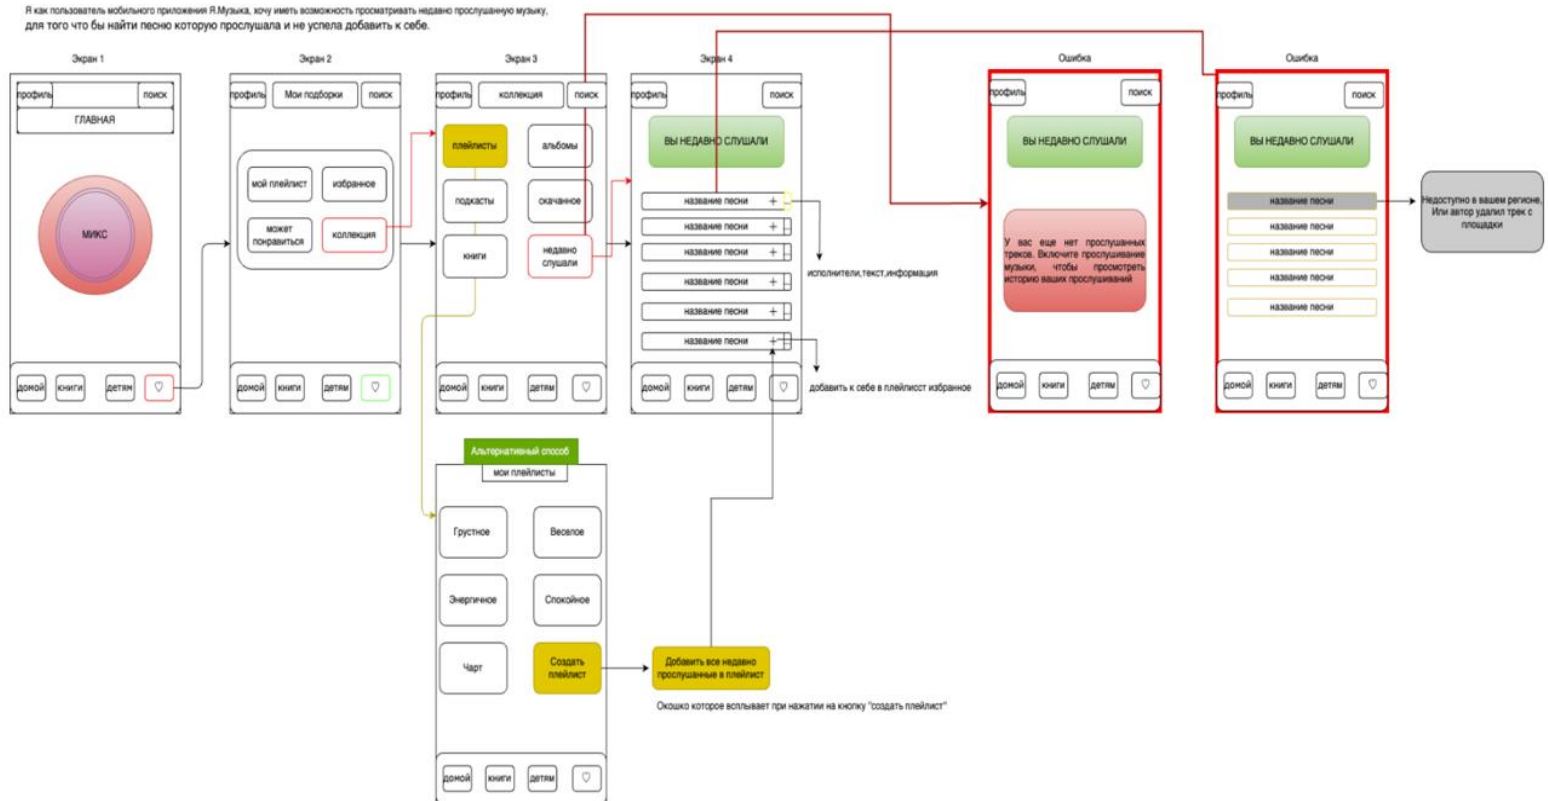 Я как пользователь мобильного приложения Я.Музыка, хочу иметь возможность просматривать недавно прослушанную музыку,
для того что бы найти песню которую прослушала и не успела добавить к себе.
Экран 1
профиль
поиск
ГЛАВНАЯ
МИКС
домой
книги
детям
♡
Экран 2
профиль
Мои подборки
поиск
мой плейлист
избранное
может
понравиться
коллекция
домой
книги
детям
♡
Экран 3
профиль
коллекция
поиск
плейлисты
альбомы
подкасты
скачанное
книги
недавно
слушали
домой
книги
детям
♡
Экран 4
профиль
поиск
ВЫ НЕДАВНО СЛУШАЛИ
название песни +
название песни +
название песни +
название песни +
название песни +
название песни +
домой
книги
детям
♡
исполнители,текст,информация
добавить к себе в плейлисст избранное
Ошибка
профиль
поиск
ВЫ НЕДАВНО СЛУШАЛИ
У вас еще нет прослушанных
треков. Включите прослушивание
музыки, чтобы просмотреть
историю ваших прослушиваний
домой
книги
детям
♡
Ошибка
профиль
поиск
ВЫ НЕДАВНО СЛУШАЛИ
название песни
название песни
название песни
название песни
название песни
домой
книги
детям
♡
Недоступно в вашем регионе,
Или автор удалил трек с
площадки
Альтернативный способ
мои плейлисты
Грустное
Веселое
Энергичное
Спокойное
Чарт
Создать
плейлист
домой
книги
детям
♡
Добавить все недавно
прослушанные в плейлист
Окошко которое всплывает при нажатии на кнопку "создать плейлист"